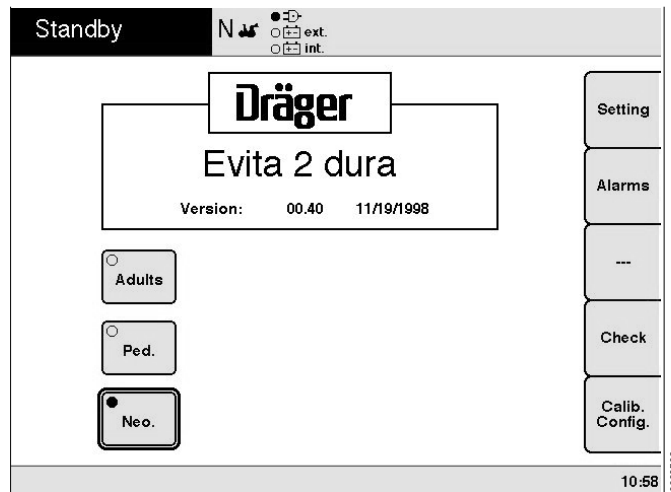 Standby
N
ext.
int.
Dräger
Evita 2 dura
Version: 00.40 11/19/1998
Adults
Ped.
Neo.
Setting
Alarms
---
Check
Calib.
Config.
10:58